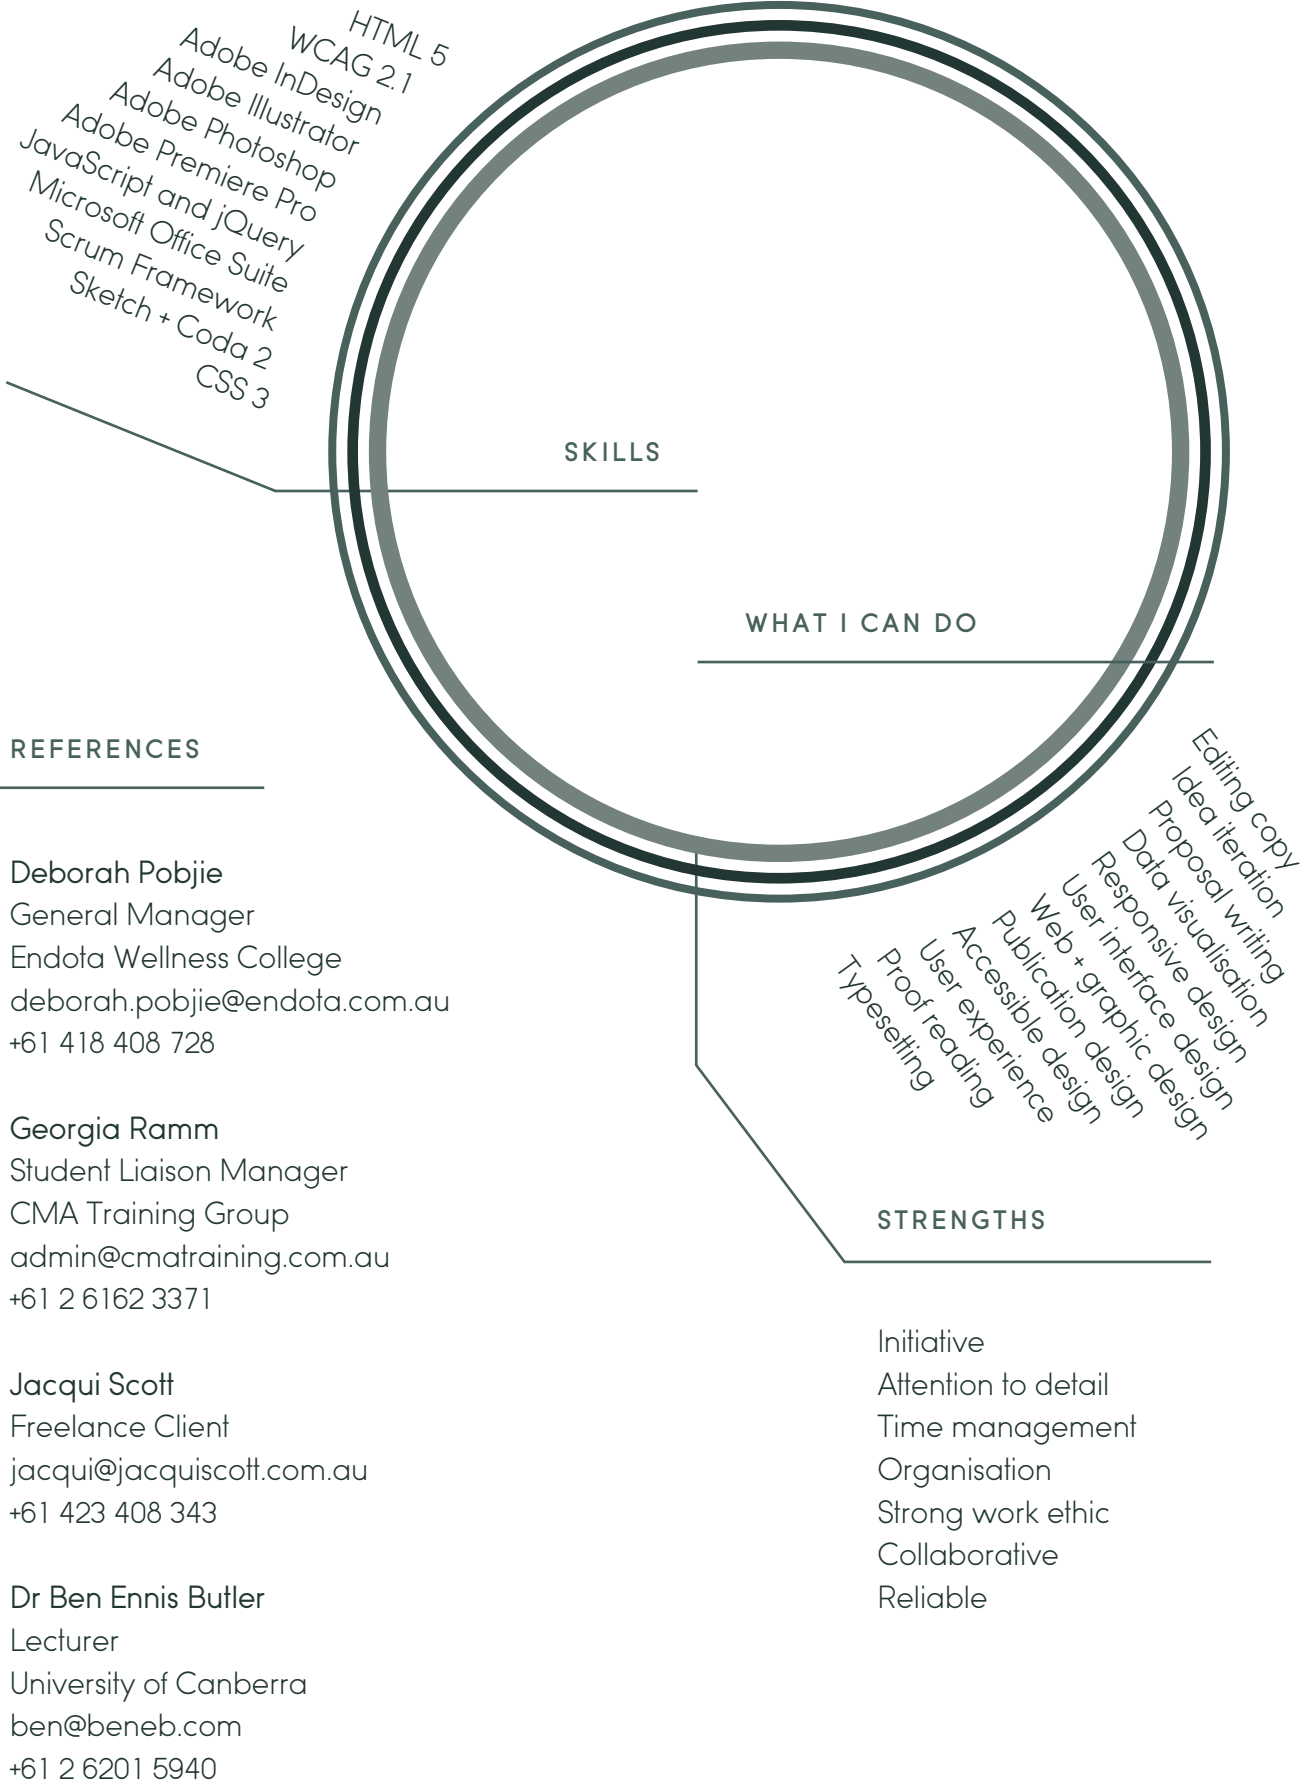 HTML 5
WCAG 2.1
Adobe InDesign
Adobe Illustrator
Adobe Photoshop
Adobe Premiere Pro
JavaScript and jQuery
Microsoft Office Suite
Scrum Framework
Sketch + Coda 2
CSS 3
SKILLS
WHAT I CAN DO
Editing copy
Idea iteration
Proposal writing
Data visualisation
Responsive design
User interface design
Web + graphic design
Publication design
Accessible design
User experience
Proof reading
Typesetting
REFERENCES
Deborah Pobjie
General Manager
Endota Wellness College
deborah.pobjie@endota.com.au
+61 418 408 728
Georgia Ramm
Student Liaison Manager
CMA Training Group
admin@cmatraining.com.au
+61 2 6162 3371
Jacqui Scott
Freelance Client
jacqui@jacquiscott.com.au
+61 423 408 343
Dr Ben Ennis Butler
Lecturer
University of Canberra
ben@beneb.com
+61 2 6201 5940
STRENGTHS
Initiative
Attention to detail
Time management
Organisation
Strong work ethic
Collaborative
Reliable